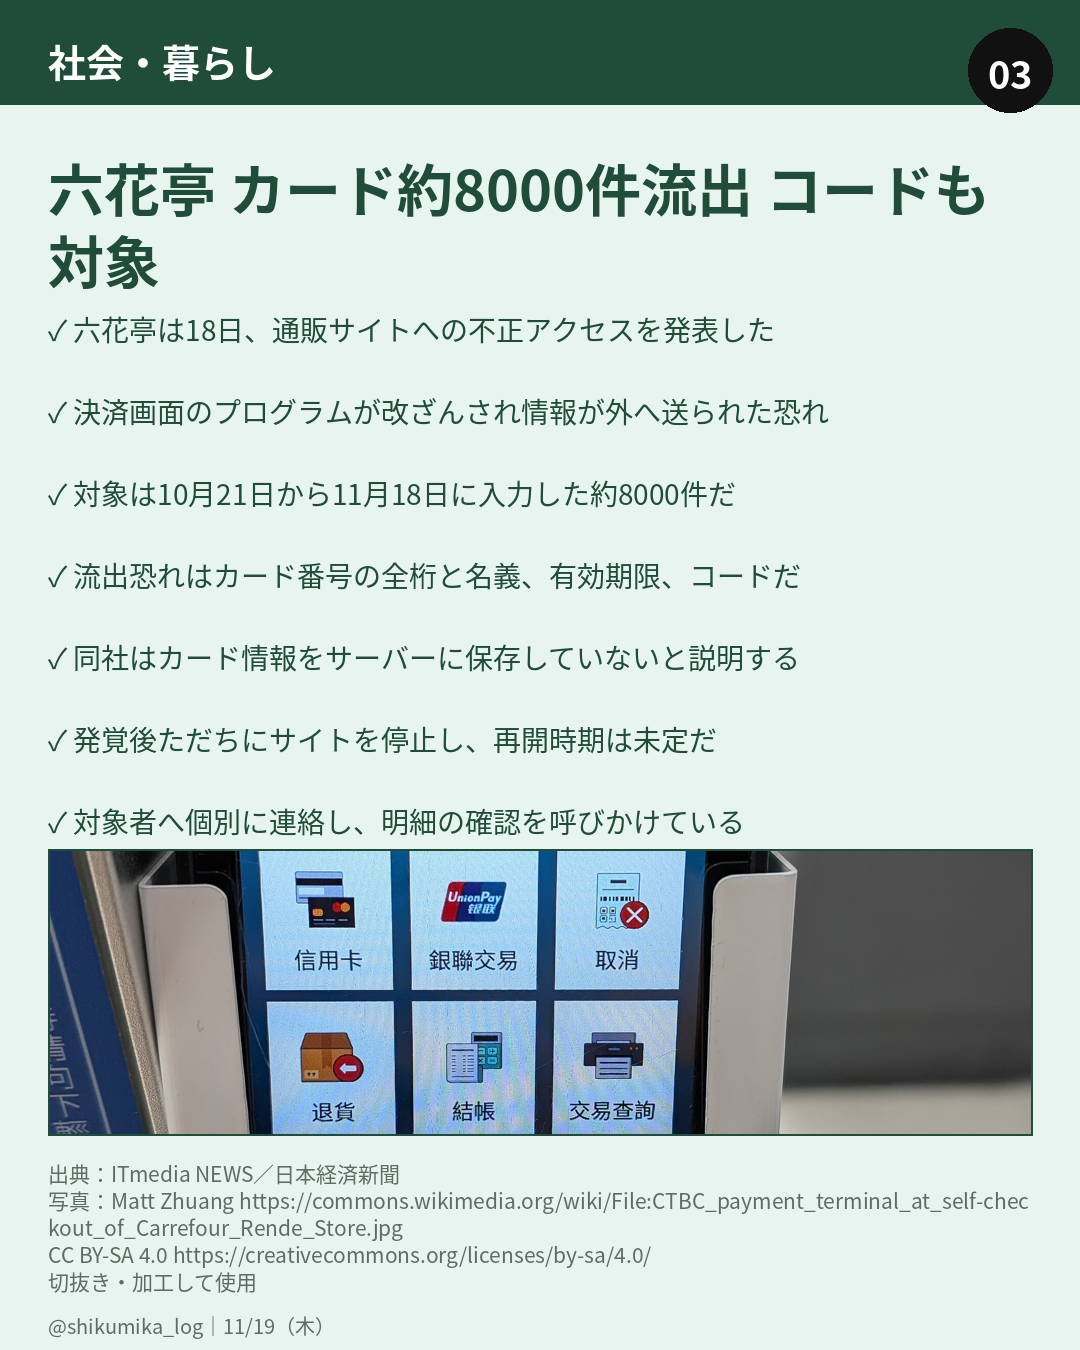 社会・暮らし
03
六花亭 カード約8000件流出 コードも
対象
✓六花亭は18日、通販サイトへの不正アクセスを発表した
✓決済画面のプログラムが改ざんされ情報が外へ送られた恐れ
✓対象は10月21日から11月18日に入力した約8000件だ
✓流出恐れはカード番号の全桁と名義、有効期限、コードだ
✓同社はカード情報をサーバーに保存していないと説明する
✓発覚後ただちにサイトを停止し、再開時期は未定だ
✓対象者へ個別に連絡し、明細の確認を呼びかけている
UnionPay
银联
信用卡
銀聯交易
取消
退貨
結帳
交易查詢
出典：ITmedia NEWS／日本経済新聞
写真：Matt Zhuang https://commons.wikimedia.org/wiki/File:CTBC_payment_terminal_at_self-chec
kout_of_Carrefour_Rende_Store.jpg
CC BY-SA 4.0 https://creativecommons.org/licenses/by-sa/4.0/
切抜き・加工して使用
@shikumika_log｜11/19（木）